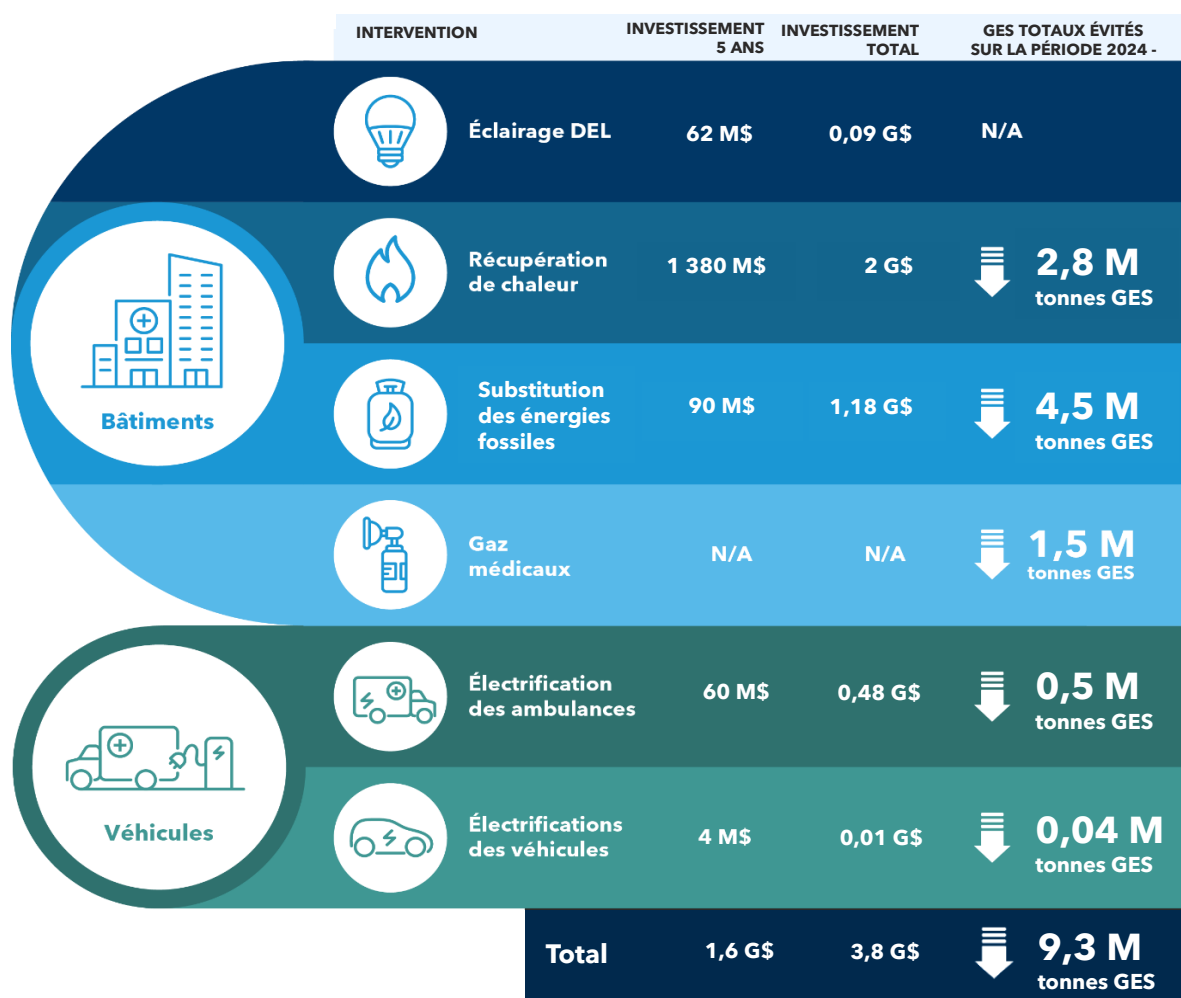 INTERVENTION
INVESTISSEMENT
5 ANS
INVESTISSEMENT
TOTAL
GES TOTAUX ÉVITÉS
SUR LA PÉRIODE 2024 -
Bâtiments
Éclairage DEL
62 M$
0,09 G$
N/A
Récupération
de chaleur
1 380 M$
2 G$
2,8 M
tonnes GES
Substitution
des énergies
fossiles
90 M$
1,18 G$
4,5 M
tonnes GES
Gaz
médicaux
N/A
N/A
1,5 M
tonnes GES
Véhicules
Électrification
des ambulances
60 M$
0,48 G$
0,5 M
tonnes GES
Électrifications
des véhicules
4 M$
0,01 G$
0,04 M
tonnes GES
Total
1,6 G$
3,8 G$
9,3 M
tonnes GES